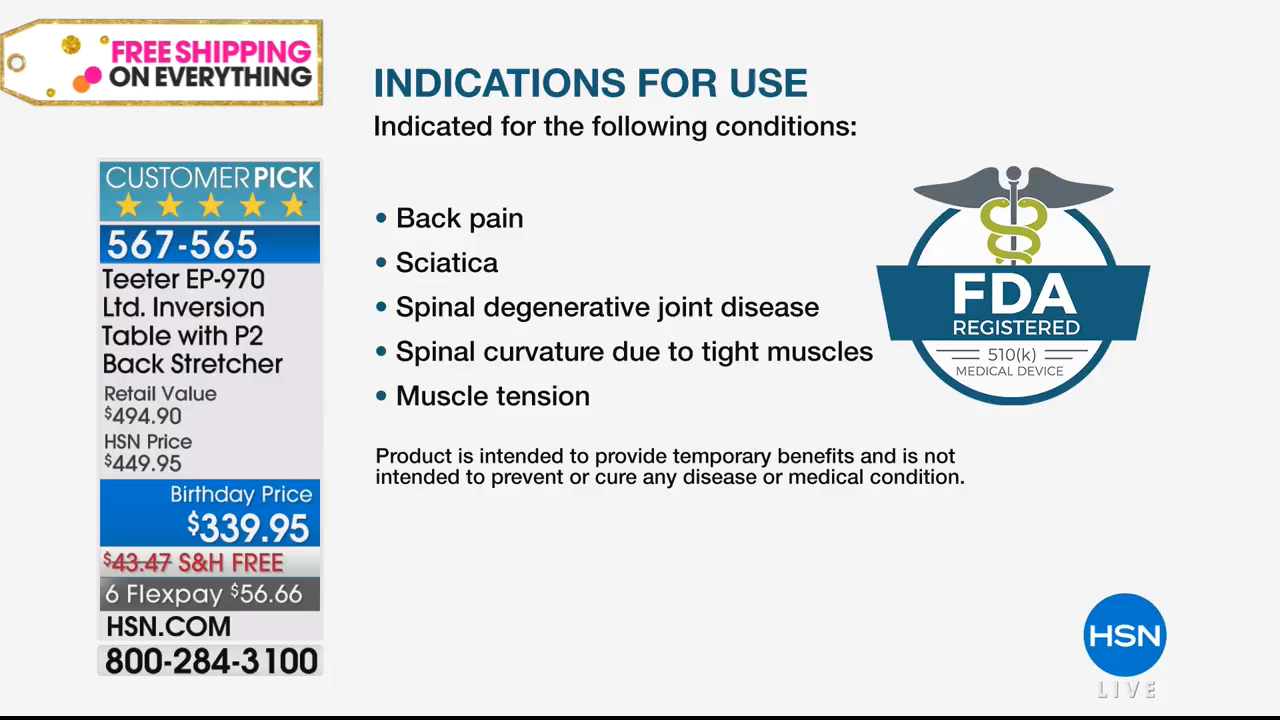 FREE SHIPPING
ON EVERYTHING
CUSTOMER PICK
567-565
Teeter EP-970
Ltd. Inversion
Table with P2
Back Stretcher
Retail Value
$494.90
HSN Price
$449.95
Birthday Price
$339.95
$43.47 S&H FREE
6 Flexpay $56.66
HSN.COM
800-284-3100
INDICATIONS FOR USE
Indicated for the following conditions:
• Back pain
• Sciatica
• Spinal degenerative joint disease
• Spinal curvature due to tight muscles
• Muscle tension
Product is intended to provide temporary benefits and is not
intended to prevent or cure any disease or medical condition.
FDA
REGISTERED
510(k)
MEDICAL DEVICE
HSN
LIVE